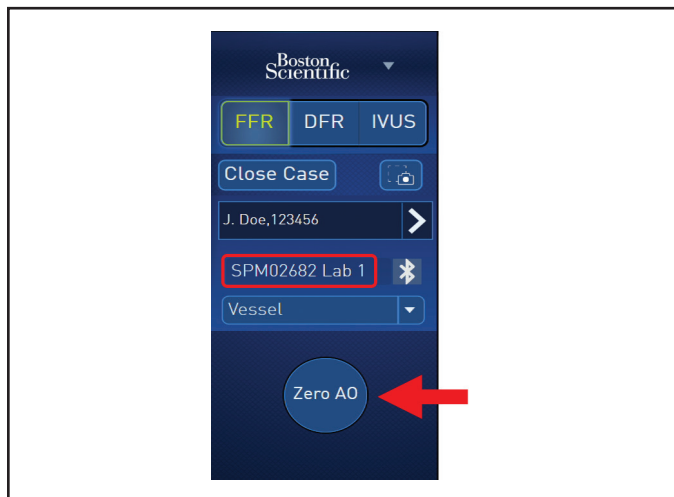 Boston
Scientific
FFR DFR IVUS
Close Case
J. Doe,123456
SPM02682 Lab 1
Vessel
Zero AO